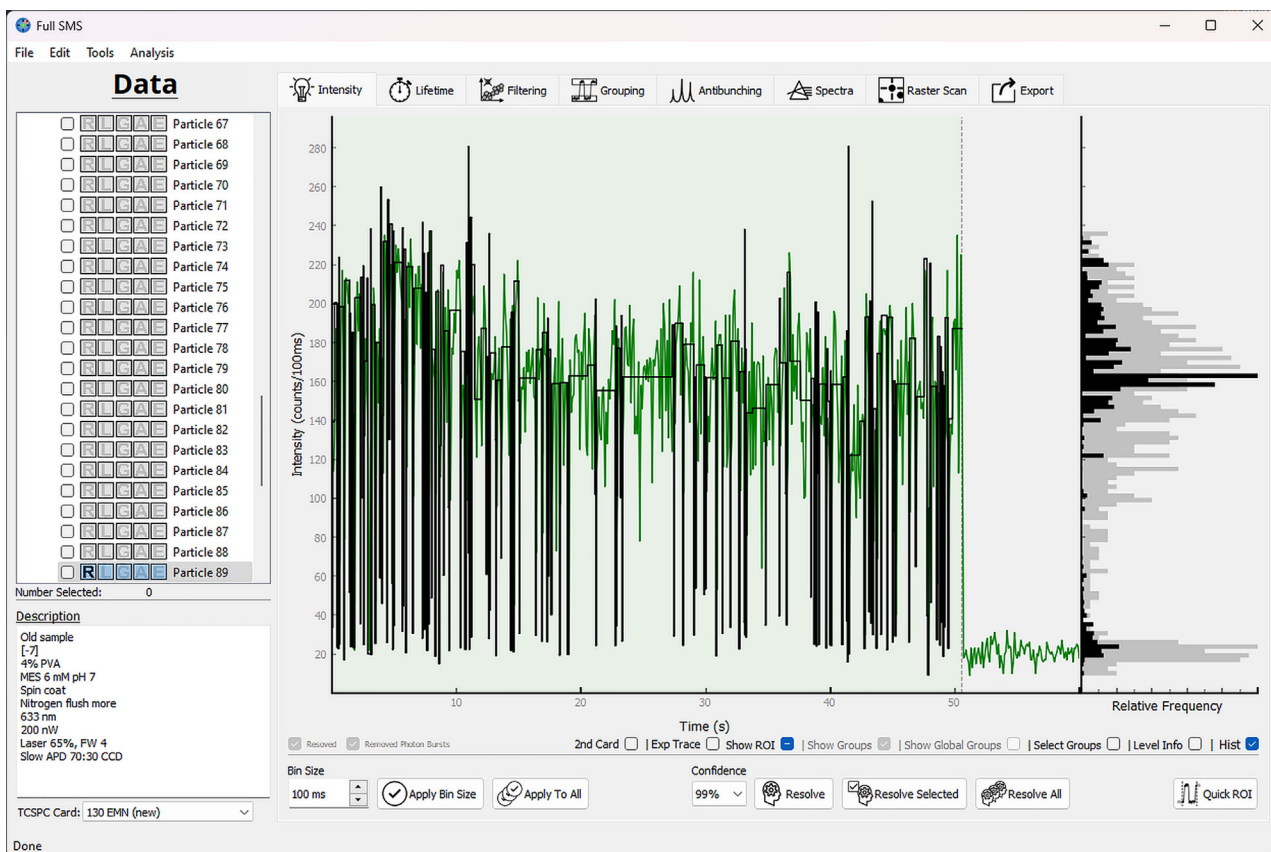 Full SMS
File Edit Tools Analysis
Data
Intensity Lifetime Filtering Grouping Antibunching Spectra Raster Scan Export
R L G A E Particle 67
R L G A E Particle 68
R L G A E Particle 69
R L G A E Particle 70
R L G A E Particle 71
R L G A E Particle 72
R L G A E Particle 73
R L G A E Particle 74
R L G A E Particle 75
R L G A E Particle 76
R L G A E Particle 77
R L G A E Particle 78
R L G A E Particle 79
R L G A E Particle 80
R L G A E Particle 81
R L G A E Particle 82
R L G A E Particle 83
R L G A E Particle 84
R L G A E Particle 85
R L G A E Particle 86
R L G A E Particle 87
R L G A E Particle 88
R L G A E Particle 89
Number Selected: 0
Description
Old sample
[-7]
4% PVA
MES 6 mM pH 7
Spin coat
Nitrogen flush more
633 nm
200 nW
Laser 65%, FW 4
Slow APD 70:30 CCD
TCSPC Card: 130 EMN (new)
Done
Intensity (counts/100ms)
280
260
240
220
200
180
160
140
120
100
80
60
40
20
10 20 30 40 50
Time (s)
Relative Frequency
Resoved Removed Photon Bursts 2nd Card | Exp Trace Show ROI | Show Groups | Show Global Groups | Select Groups | Level Info | Hist
Bin Size
100 ms Apply Bin Size Apply To All
Confidence
99% Resolve Resolve Selected Resolve All Quick ROI